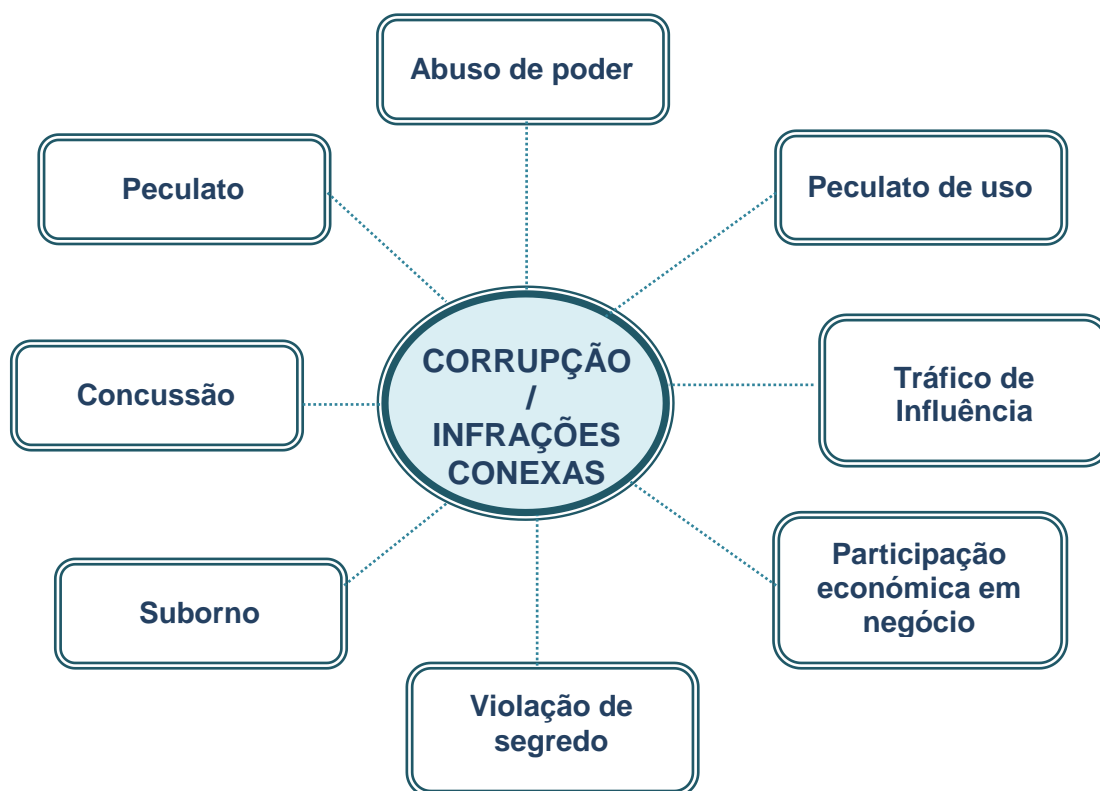 Abuso de poder
Peculato
Peculato de uso
CORRUPÇÃO
/
INFRAÇÕES
CONEXAS
Concussão
Tráfico de
Influência
Participação
económica em
negócio
Suborno
Violação de
segredo